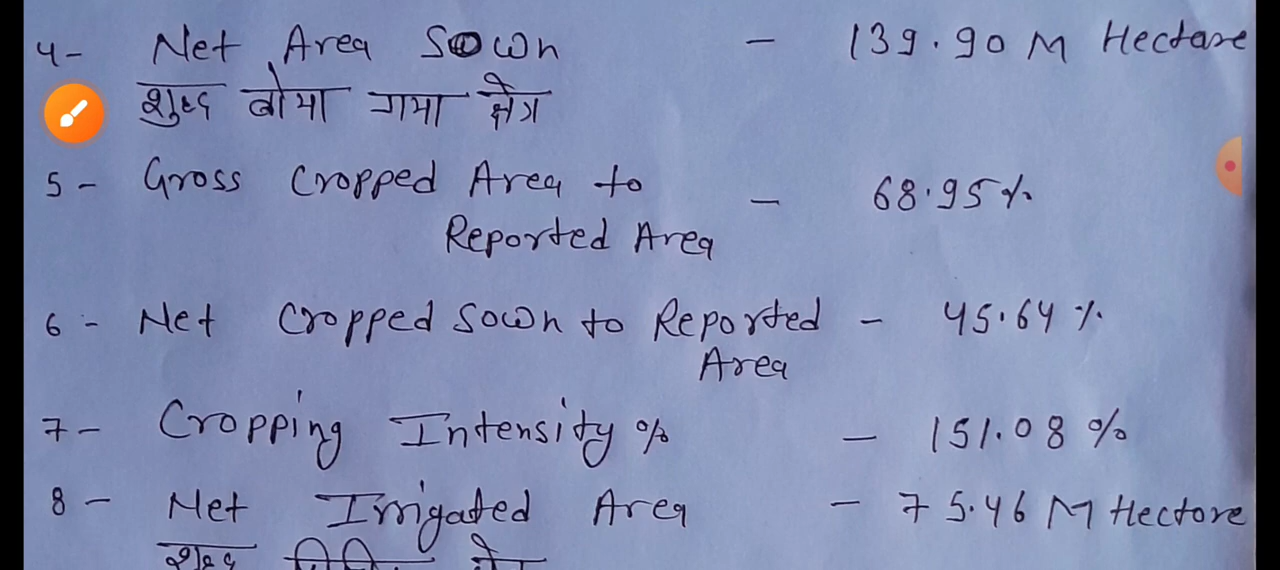 4- Net Area Sown - 139.90 M Hectare
शुध्द बोया गया क्षेत्र
5- Gross Cropped Area to - 68.95%
Reported Area
6- Net Cropped Sown to Reported - 45.64 %
Area
7- Cropping Intensity % - 151.08 %
8- Net Irrigated Area - 75.46 M Hectore
शुध्द